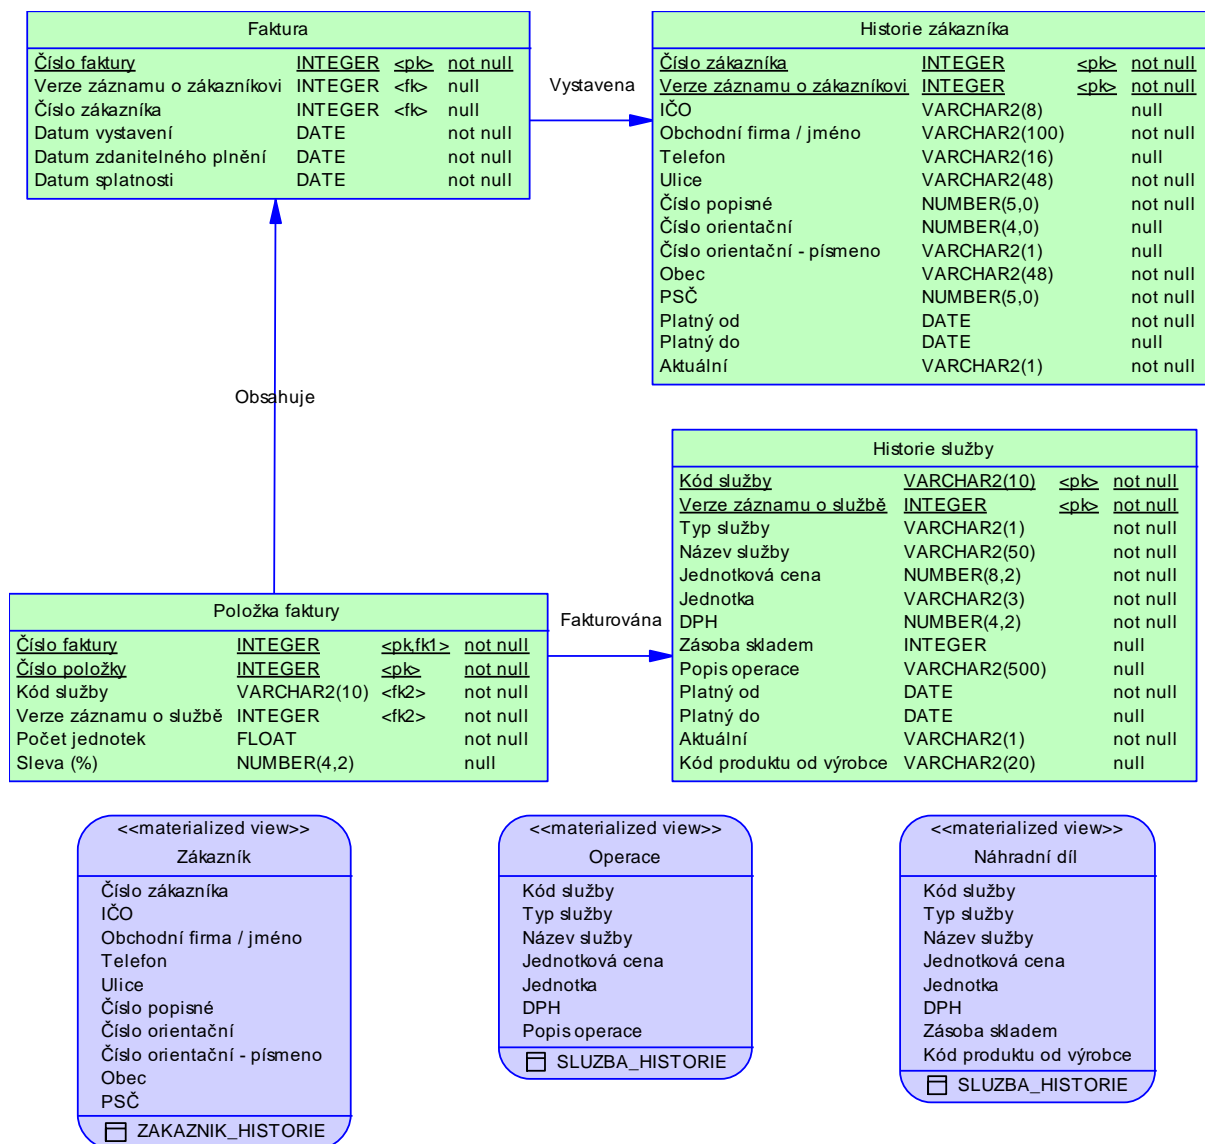 Faktura
Číslo faktury INTEGER <pk> not null
Verze záznamu o zákazníkovi INTEGER <fk> null
Číslo zákazníka INTEGER <fk> null
Datum vystavení DATE not null
Datum zdanitelného plnění DATE not null
Datum splatnosti DATE not null
Vystavena
Historie zákazníka
Číslo zákazníka INTEGER <pk> not null
Verze záznamu o zákazníkovi INTEGER <pk> not null
IČO VARCHAR2(8) null
Obchodní firma / jméno VARCHAR2(100) not null
Telefon VARCHAR2(16) null
Ulice VARCHAR2(48) not null
Číslo popisné NUMBER(5,0) not null
Číslo orientační NUMBER(4,0) null
Číslo orientační - písmeno VARCHAR2(1) null
Obec VARCHAR2(48) not null
PSČ NUMBER(5,0) not null
Platný od DATE not null
Platný do DATE null
Aktuální VARCHAR2(1) not null
Obsahuje
Historie služby
Kód služby VARCHAR2(10) <pk> not null
Verze záznamu o službě INTEGER <pk> not null
Typ služby VARCHAR2(1) not null
Název služby VARCHAR2(50) not null
Jednotková cena NUMBER(8,2) not null
Jednotka VARCHAR2(3) not null
DPH NUMBER(4,2) not null
Zásoba skladem INTEGER null
Popis operace VARCHAR2(500) null
Platný od DATE not null
Platný do DATE null
Aktuální VARCHAR2(1) not null
Kód produktu od výrobce VARCHAR2(20) null
Položka faktury
Číslo faktury INTEGER <pk,fk1> not null
Číslo položky INTEGER <pk> not null
Kód služby VARCHAR2(10) <fk2> not null
Verze záznamu o službě INTEGER <fk2> not null
Počet jednotek FLOAT not null
Sleva (%) NUMBER(4,2) null
Fakturována
<<materialized view>>
Zákazník
Číslo zákazníka
IČO
Obchodní firma / jméno
Telefon
Ulice
Číslo popisné
Číslo orientační
Číslo orientační - písmeno
Obec
PSČ
ZAKAZNIK_HISTORIE
<<materialized view>>
Operace
Kód služby
Typ služby
Název služby
Jednotková cena
Jednotka
DPH
Popis operace
SLUZBA_HISTORIE
<<materialized view>>
Náhradní díl
Kód služby
Typ služby
Název služby
Jednotková cena
Jednotka
DPH
Zásoba skladem
Kód produktu od výrobce
SLUZBA_HISTORIE